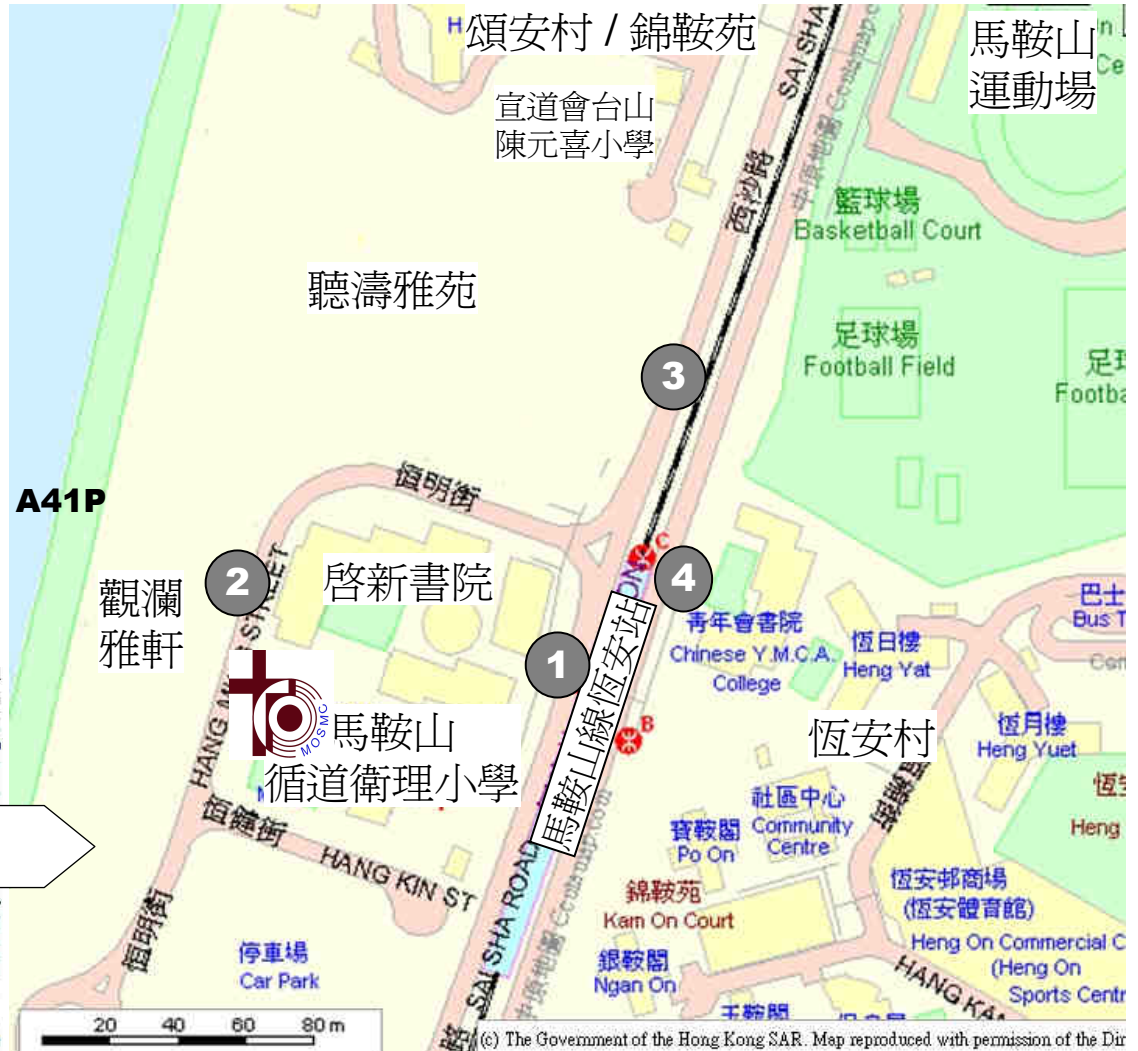 頌安村 / 錦鞍苑
馬鞍山
運動場
SAI SHA
宣道會台山
陳元喜小學
西沙路
籃球場
Basketball Court
聽濤雅苑
足球場
Football Field
3
恆明街
A41P
2
啓新書院
觀瀾
雅軒
C
4
1
馬鞍山線恆安站
青年會書院
Chinese Y.M.C.A.
College
恆日樓
Heng Yat
巴士
Bus T
B
MOSMC
馬鞍山
循道衛理小學
恆安村
恆月樓
Heng Yuet
社區中心
Community
Centre
寶鞍閣
Po On
Heng
HANG KIN ST
恆健街
錦鞍苑
Kam On Court
恆安邨商場
(恆安體育館)
Heng On Commercial C
(Heng On
Sports Centr
恆明街
停車場
Car Park
SAI SHA ROAD
銀鞍閣
Ngan On
20 40 60 80 m
(c) The Government of the Hong Kong SAR. Map reproduced with permission of the Dir